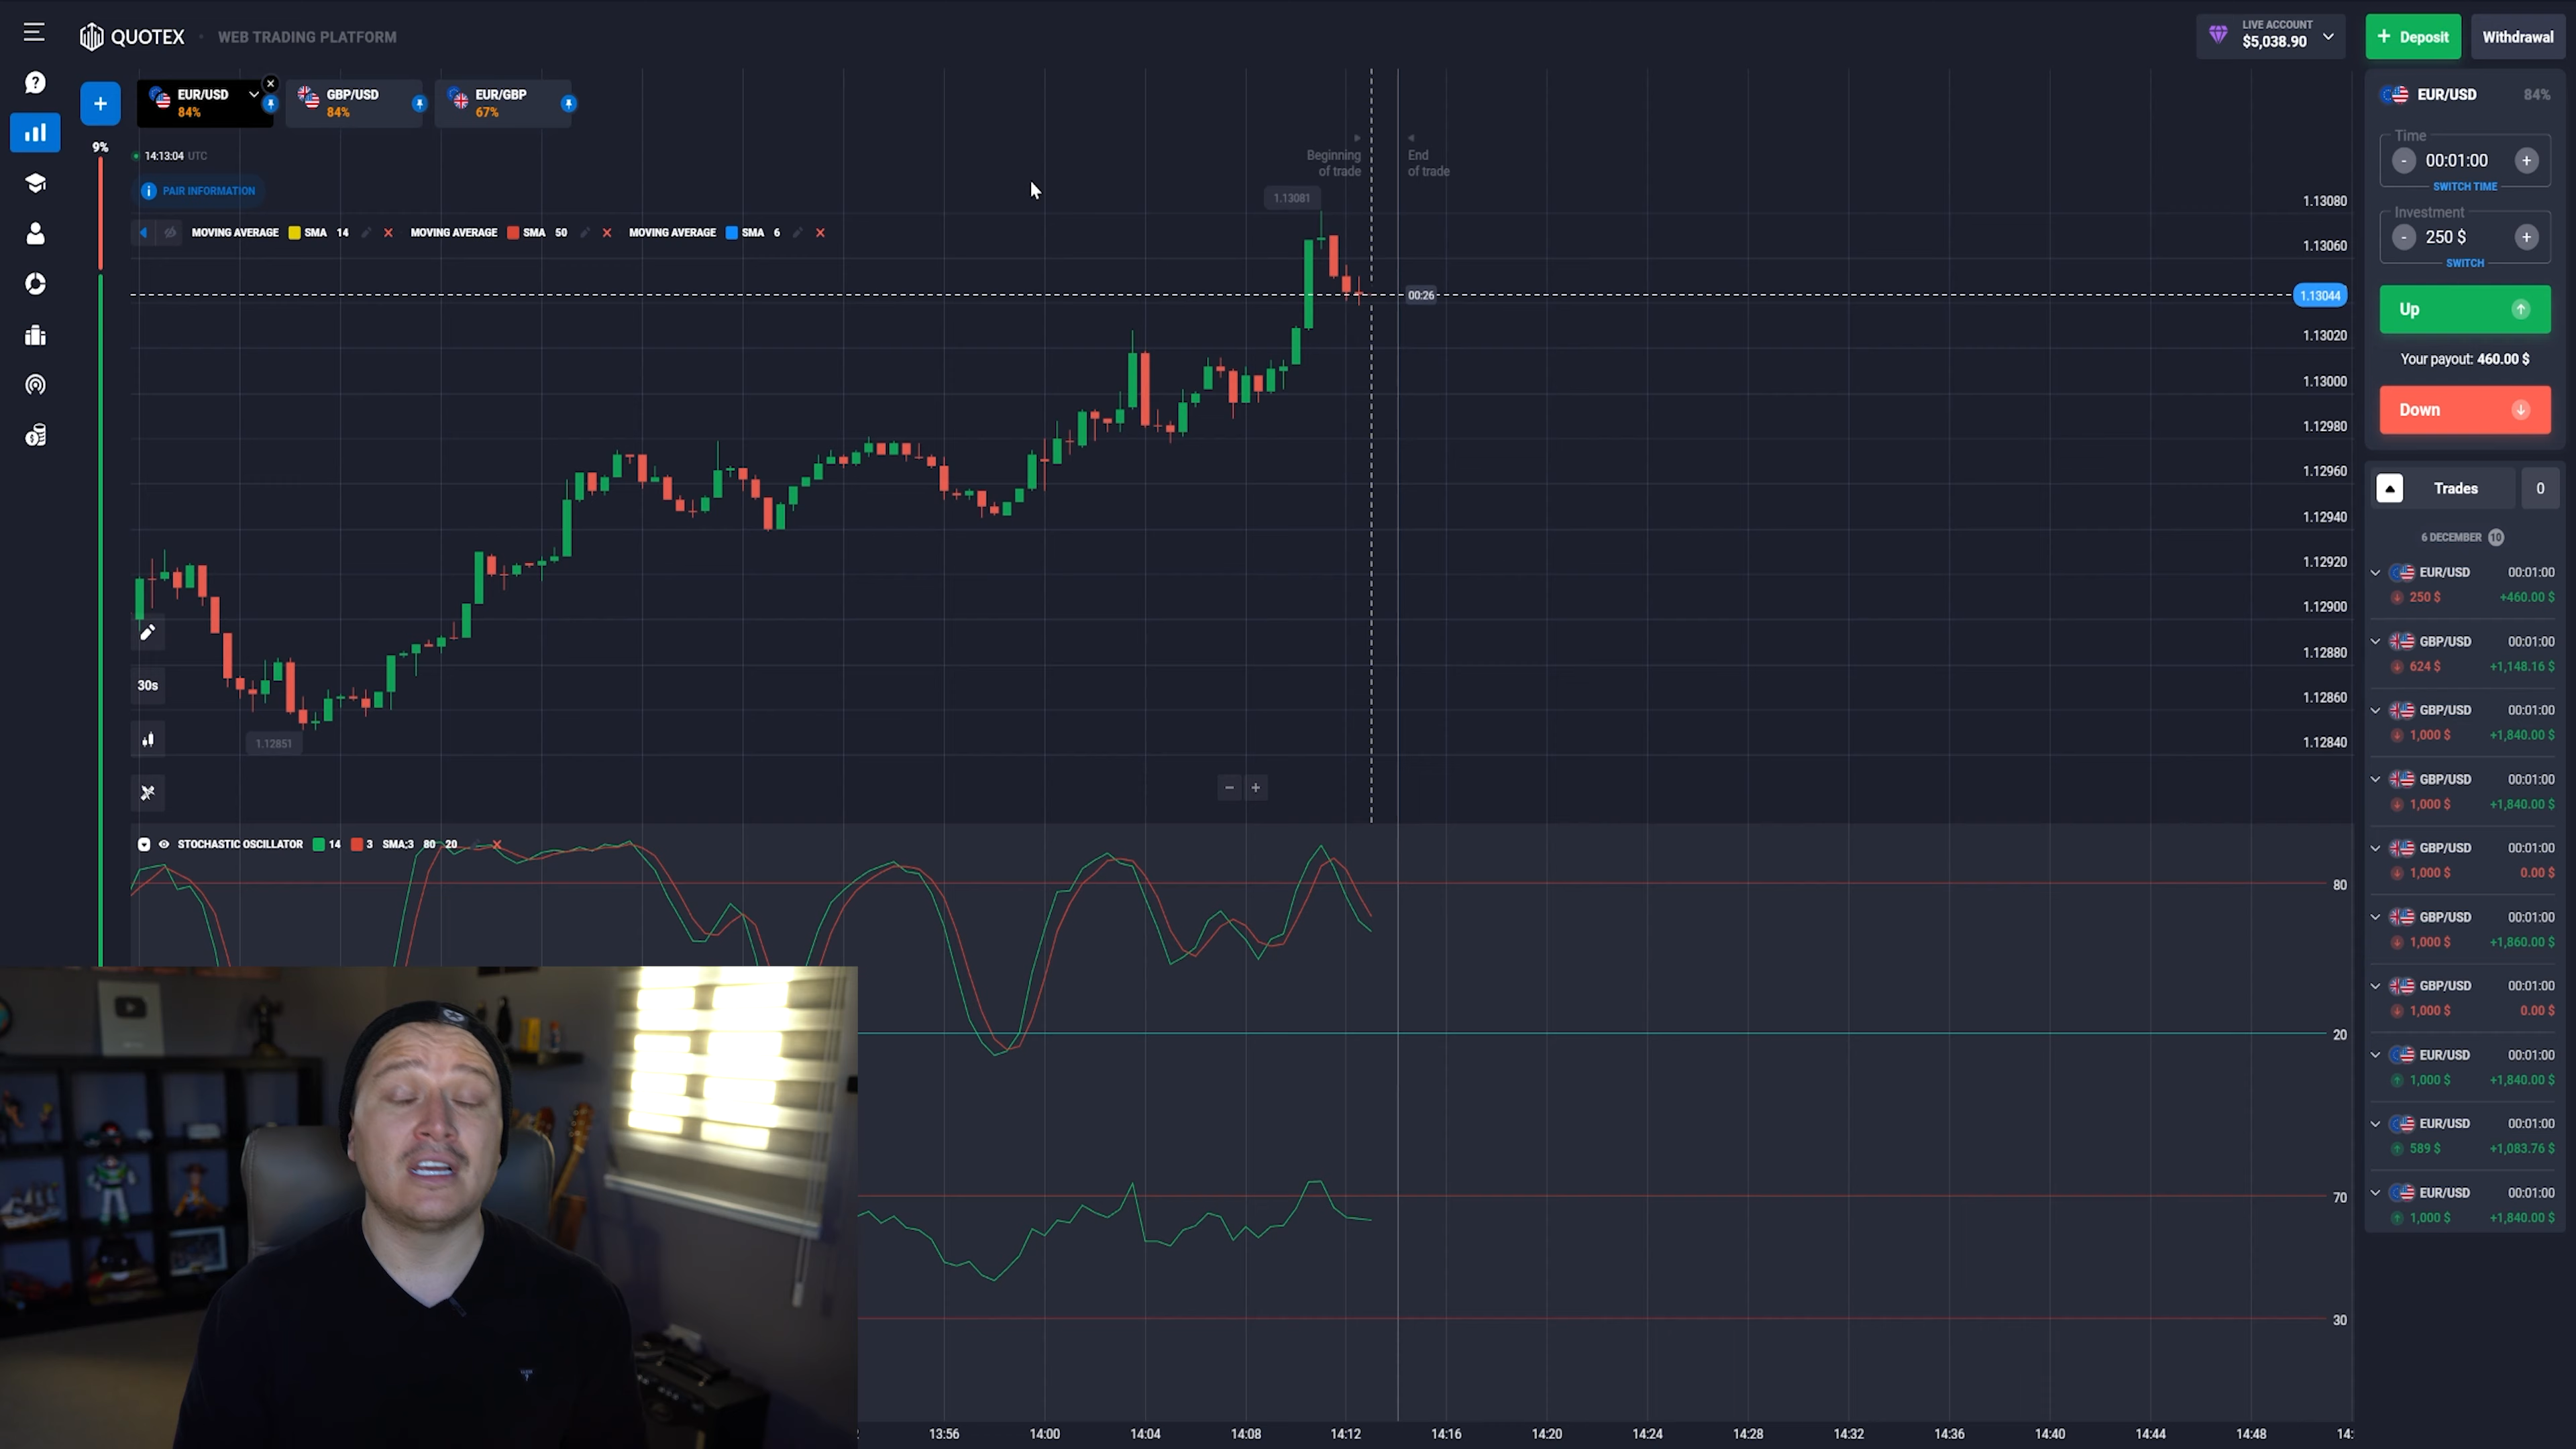 QUOTEX
WEB TRADING PLATFORM
LIVE ACCOUNT
$5,038.90
Deposit
Withdrawal
EUR/USD
84%
GBP/USD
84%
EUR/GBP
67%
9%
14:13:04 UTC
PAIR INFORMATION
MOVING AVERAGE SMA 14 MOVING AVERAGE SMA 50 MOVING AVERAGE SMA 6
Beginning
of trade
End
of trade
1.13081
00:26
1.13080
1.13060
1.13044
1.13020
1.13000
1.12980
1.12960
1.12940
1.12920
1.12900
1.12880
1.12860
1.12840
1.12851
30s
STOCHASTIC OSCILLATOR 14 3 SMA:3 80 20
80
20
70
30
13:56 14:00 14:04 14:08 14:12 14:16 14:20 14:24 14:28 14:32 14:36 14:40 14:44 14:48 14:
EUR/USD 84%
Time
00:01:00
SWITCH TIME
Investment
250 $
SWITCH
Up
Your payout: 460.00 $
Down
Trades 0
6 DECEMBER 10
EUR/USD 00:01:00
250 $ +460.00 $
GBP/USD 00:01:00
624 $ +1,148.16 $
GBP/USD 00:01:00
1,000 $ +1,840.00 $
GBP/USD 00:01:00
1,000 $ +1,840.00 $
GBP/USD 00:01:00
1,000 $ 0.00 $
GBP/USD 00:01:00
1,000 $ +1,860.00 $
GBP/USD 00:01:00
1,000 $ 0.00 $
EUR/USD 00:01:00
1,000 $ +1,840.00 $
EUR/USD 00:01:00
589 $ +1,083.76 $
EUR/USD 00:01:00
1,000 $ +1,840.00 $